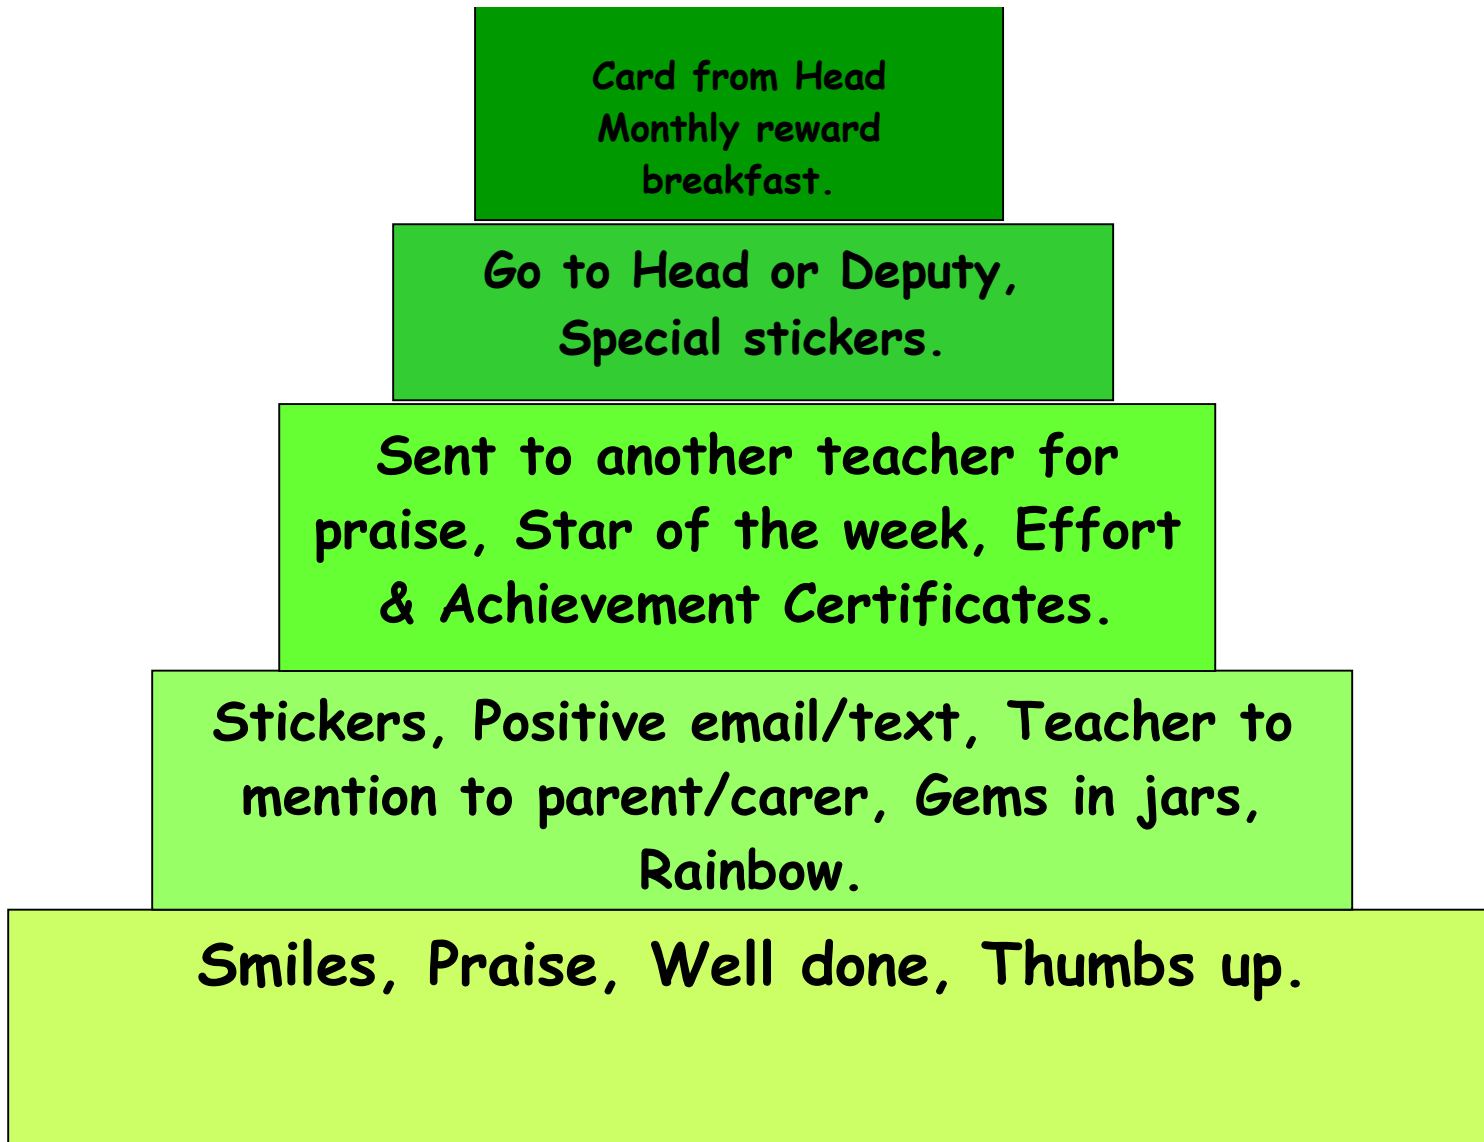 Card from Head
Monthly reward
breakfast.
Go to Head or Deputy,
Special stickers.
Sent to another teacher for
praise, Star of the week, Effort
& Achievement Certificates.
Stickers, Positive email/text, Teacher to
mention to parent/carer, Gems in jars,
Rainbow.
Smiles, Praise, Well done, Thumbs up.